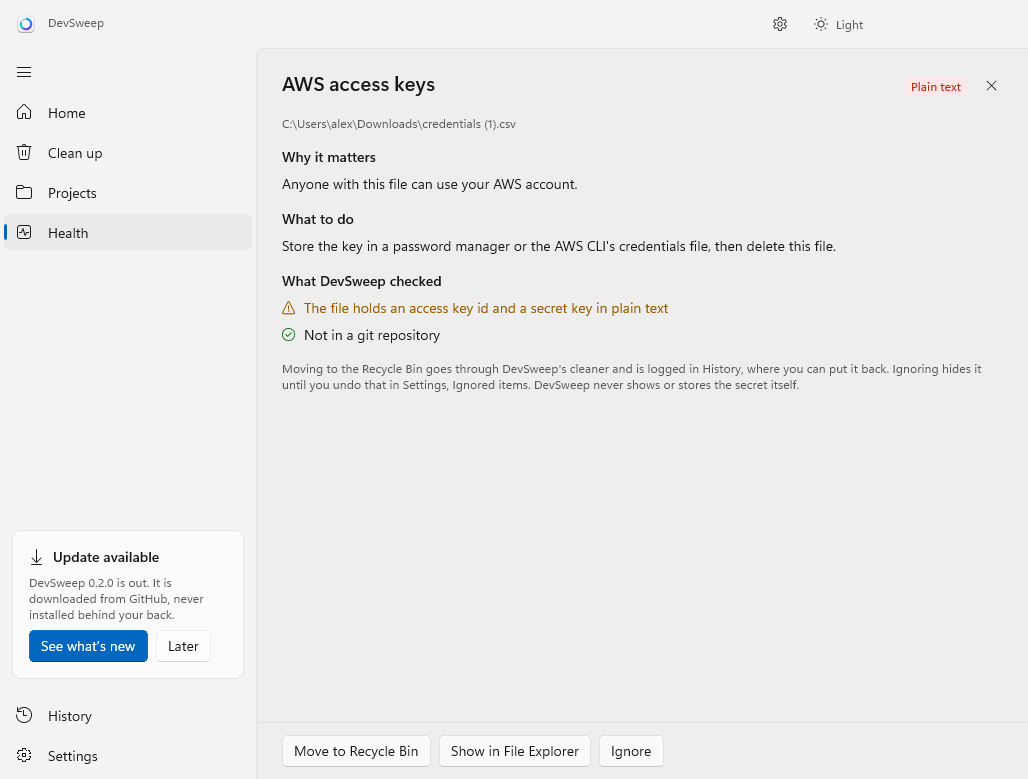 DevSweep
Light
Home
Clean up
Projects
Health
Update available
DevSweep 0.2.0 is out. It is
downloaded from GitHub, never
installed behind your back.
See what's new
Later
History
Settings
AWS access keys
Plain text
C:\Users\alex\Downloads\credentials (1).csv
Why it matters
Anyone with this file can use your AWS account.
What to do
Store the key in a password manager or the AWS CLI's credentials file, then delete this file.
What DevSweep checked
The file holds an access key id and a secret key in plain text
Not in a git repository
Moving to the Recycle Bin goes through DevSweep's cleaner and is logged in History, where you can put it back. Ignoring hides it
until you undo that in Settings, Ignored items. DevSweep never shows or stores the secret itself.
Move to Recycle Bin
Show in File Explorer
Ignore